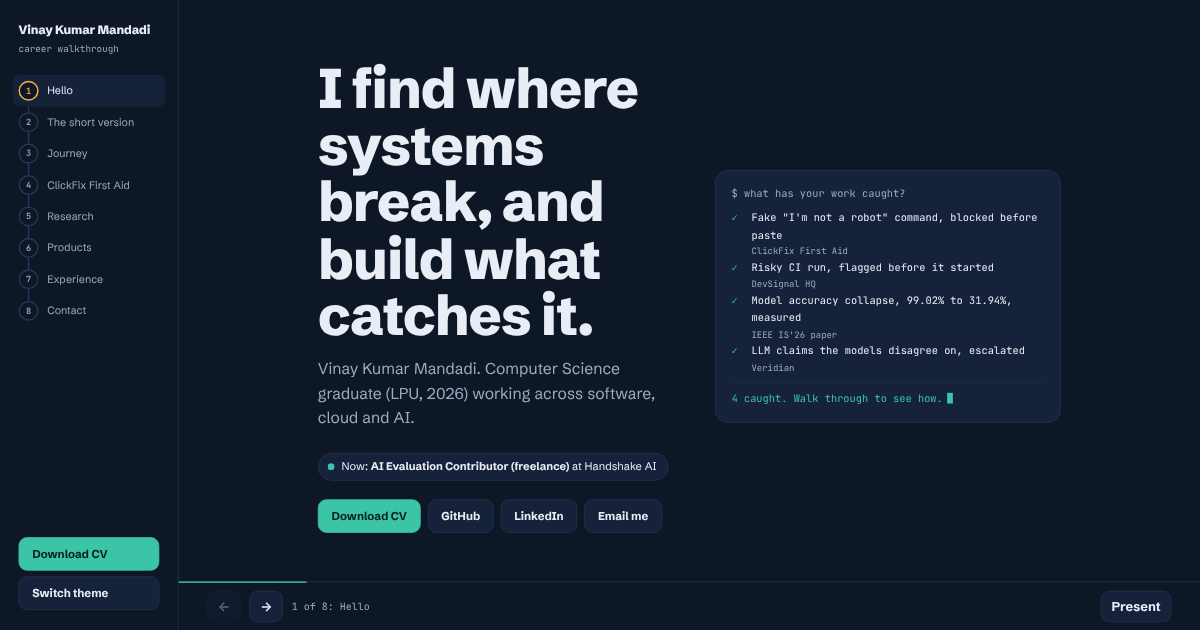 Vinay Kumar Mandadi
career walkthrough
1 Hello
2 The short version
3 Journey
4 ClickFix First Aid
5 Research
6 Products
7 Experience
8 Contact
Download CV
Switch theme
I find where
systems
break, and
build what
catches it.
Vinay Kumar Mandadi. Computer Science
graduate (LPU, 2026) working across software,
cloud and AI.
Now: AI Evaluation Contributor (freelance) at Handshake AI
Download CV GitHub LinkedIn Email me
$ what has your work caught?
✓ Fake "I'm not a robot" command, blocked before
paste
ClickFix First Aid
✓ Risky CI run, flagged before it started
DevSignal HQ
✓ Model accuracy collapse, 99.02% to 31.94%,
measured
IEEE IS'26 paper
✓ LLM claims the models disagree on, escalated
Veridian
4 caught. Walk through to see how.
← → 1 of 8: Hello
Present